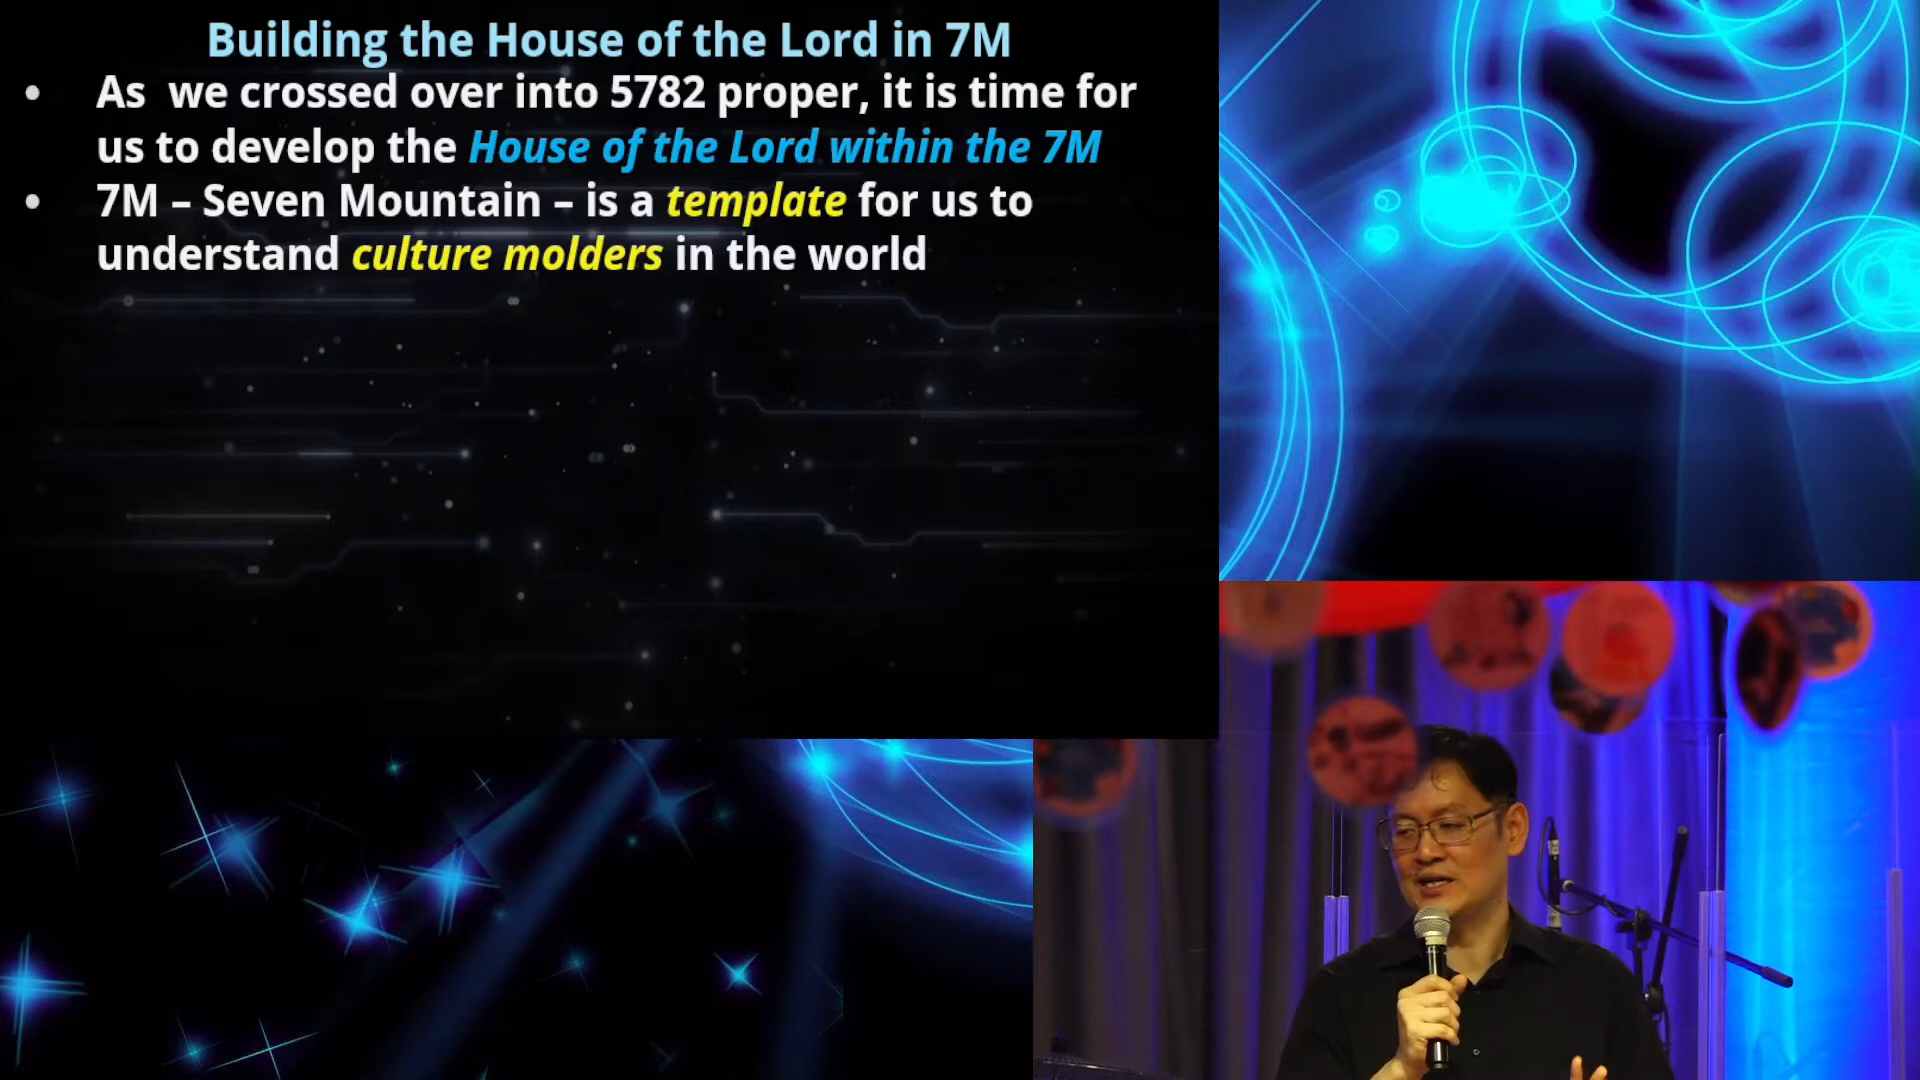 Building the House of the Lord in 7M
• As we crossed over into 5782 proper, it is time for
us to develop the House of the Lord within the 7M
• 7M – Seven Mountain – is a template for us to
understand culture molders in the world